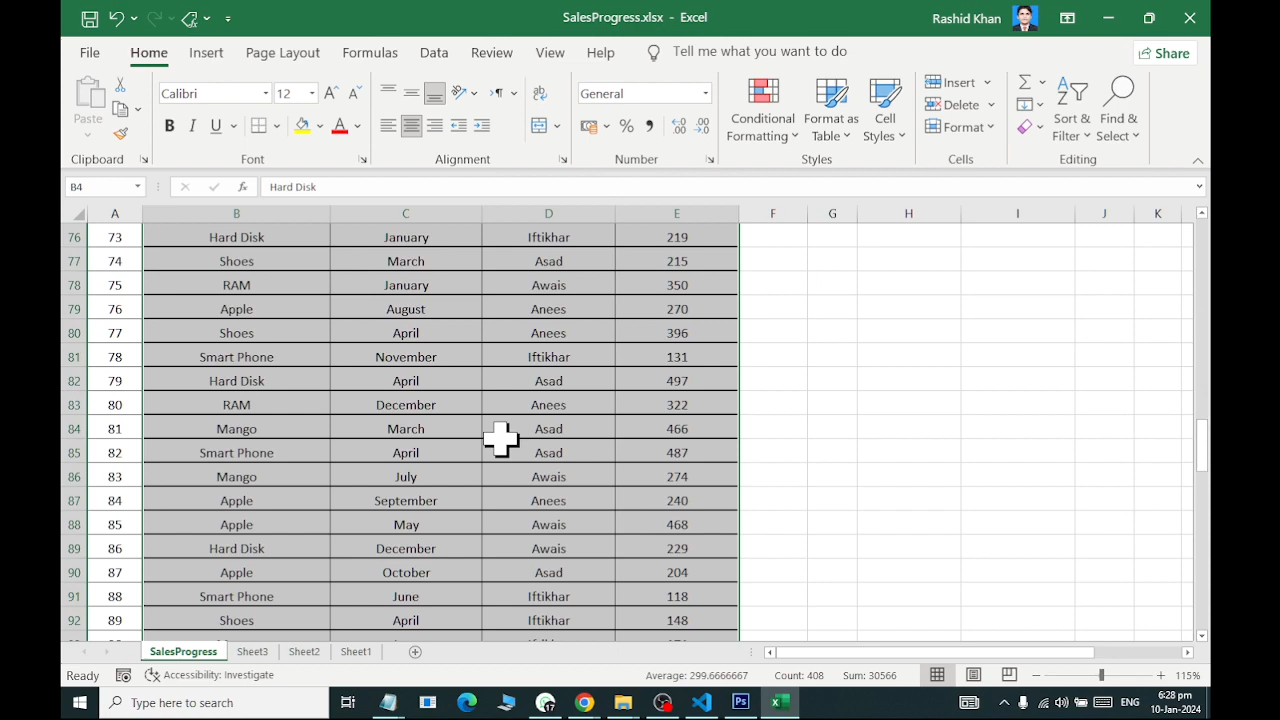 SalesProgress.xlsx - Excel
Rashid Khan
File Home Insert Page Layout Formulas Data Review View Help Tell me what you want to do Share
Paste
Clipboard
Calibri 12
B I U A
Font
Alignment
General
% ,
Number
Conditional Formatting
Format as Table
Cell Styles
Styles
Insert
Delete
Format
Cells
Sort & Filter
Find & Select
Editing
B4 fx Hard Disk
A B C D E F G H I J K
76 73 Hard Disk January Iftikhar 219
77 74 Shoes March Asad 215
78 75 RAM January Awais 350
79 76 Apple August Anees 270
80 77 Shoes April Anees 396
81 78 Smart Phone November Iftikhar 131
82 79 Hard Disk April Asad 497
83 80 RAM December Anees 322
84 81 Mango March Asad 466
85 82 Smart Phone April Asad 487
86 83 Mango July Awais 274
87 84 Apple September Anees 240
88 85 Apple May Awais 468
89 86 Hard Disk December Awais 229
90 87 Apple October Asad 204
91 88 Smart Phone June Iftikhar 118
92 89 Shoes April Iftikhar 148
SalesProgress Sheet3 Sheet2 Sheet1
Ready Accessibility: Investigate Average: 299.6666667 Count: 408 Sum: 30566 115%
Type here to search
ENG
6:28 pm
10-Jan-2024